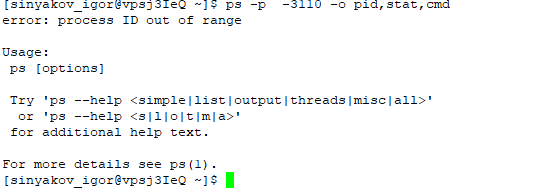 [sinyakov_igor@vpsj3IeQ ~]$ ps -p  -3110 -o pid,stat,cmd
error: process ID out of range

Usage:
 ps [options]

 Try 'ps --help <simple|list|output|threads|misc|all>'
  or 'ps --help <s|l|o|t|m|a>'
 for additional help text.

For more details see ps(1).
[sinyakov_igor@vpsj3IeQ ~]$